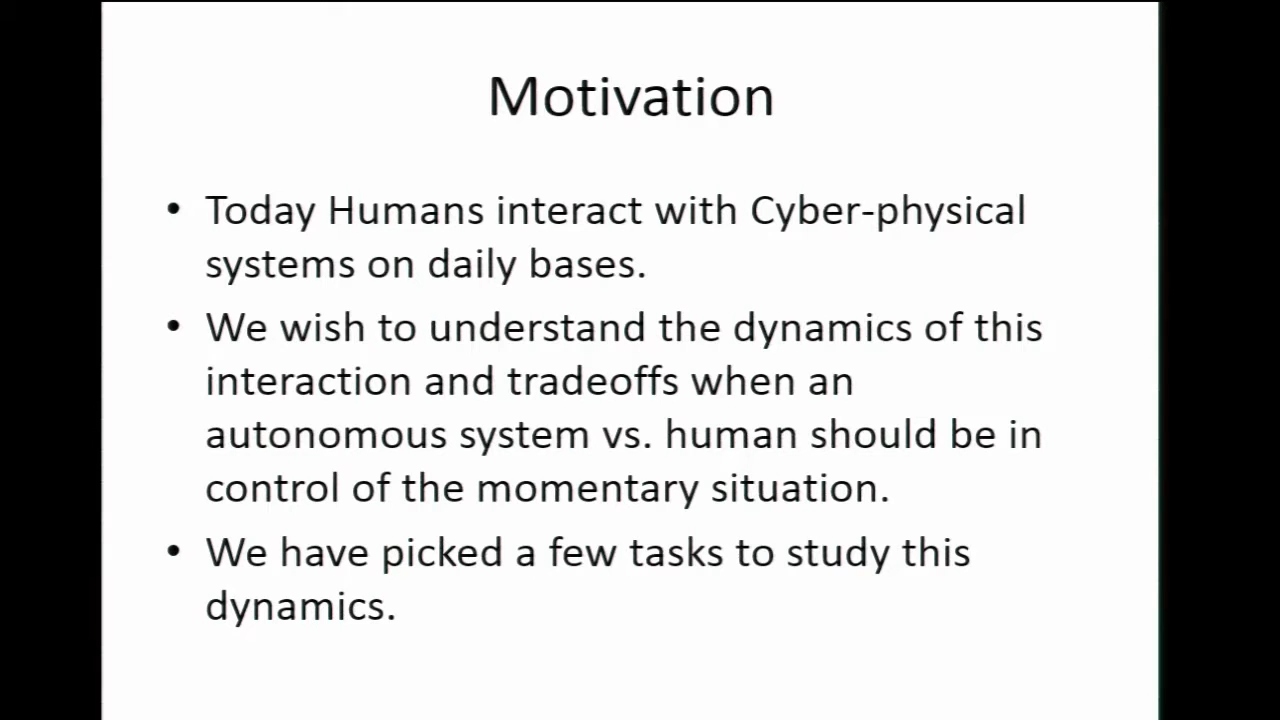 Motivation
• Today Humans interact with Cyber-physical
systems on daily bases.
• We wish to understand the dynamics of this
interaction and tradeoffs when an
autonomous system vs. human should be in
control of the momentary situation.
• We have picked a few tasks to study this
dynamics.